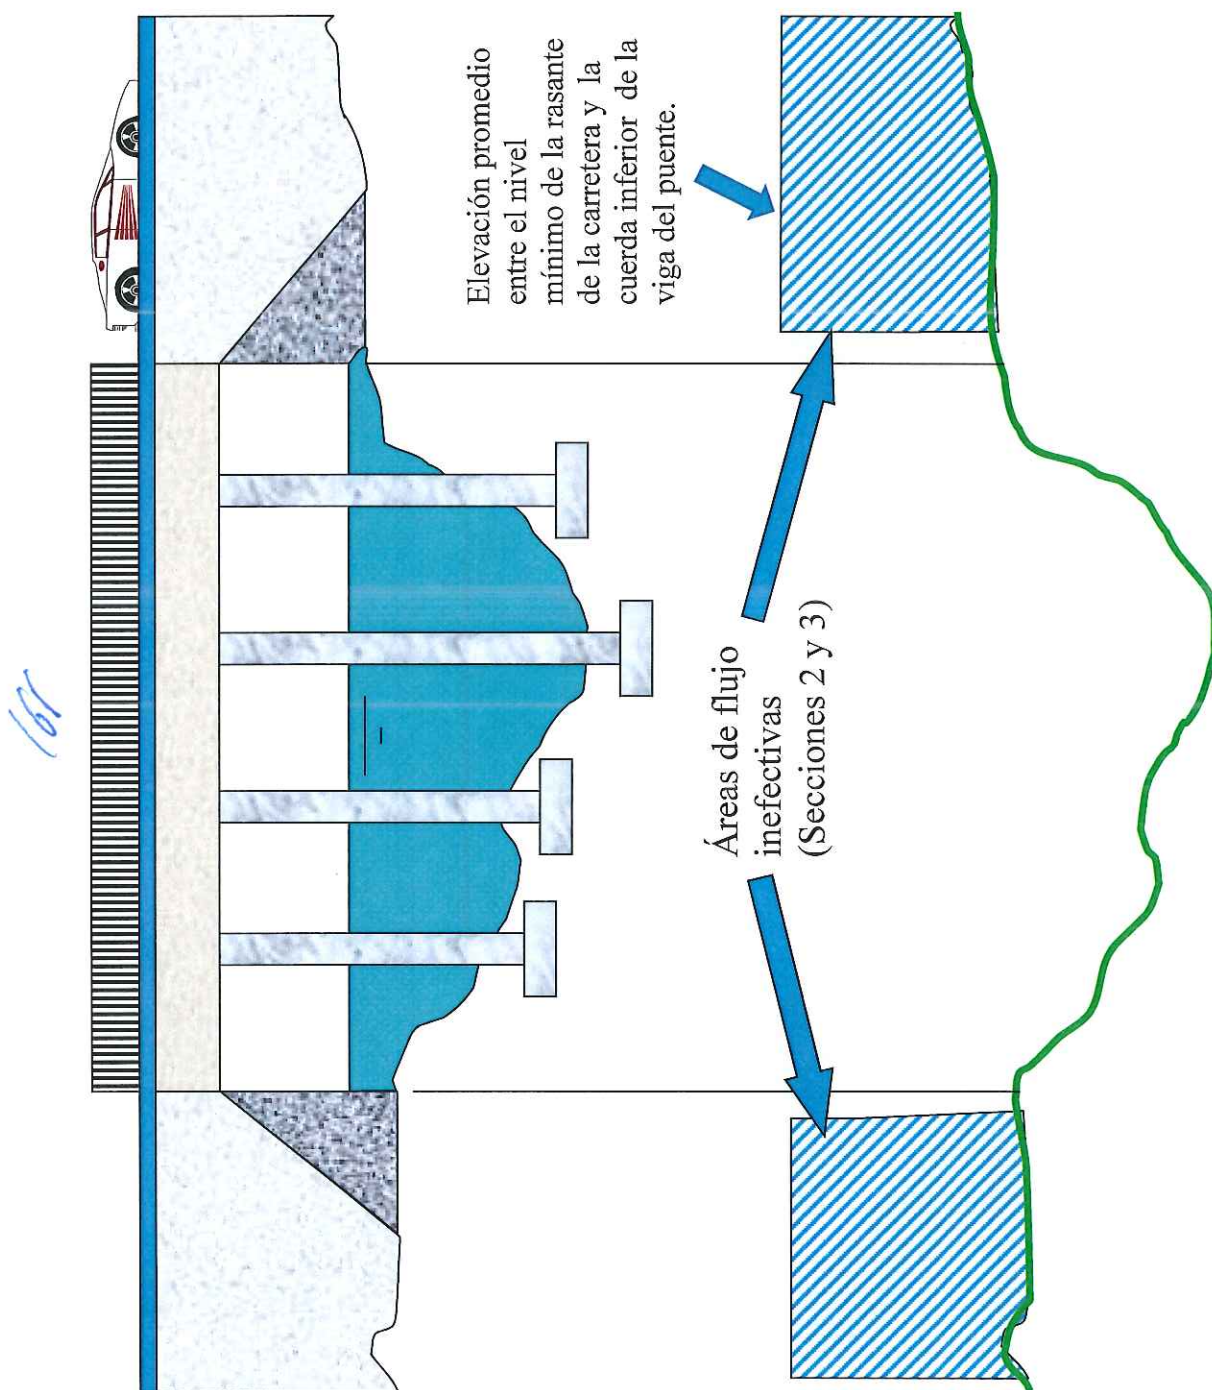 Elevación promedio
entre el nivel
mínimo de la rasante
de la carretera y la
cuerda inferior de la
viga del puente.
Áreas de flujo
inefectivas
(Secciones 2 y 3)